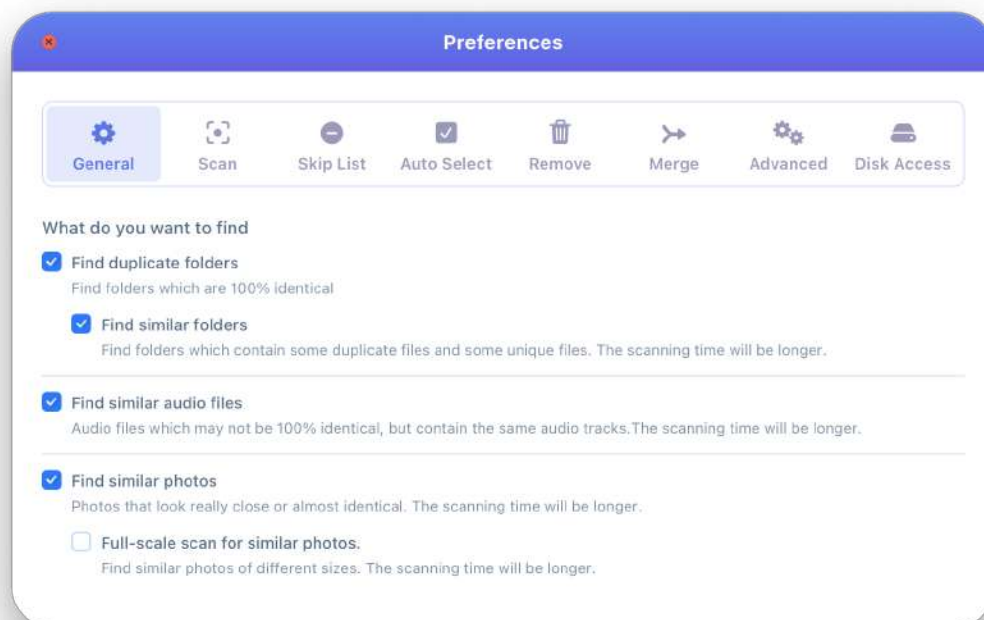 Preferences
General
Scan
Skip List
Auto Select
Remove
Merge
Advanced
Disk Access
What do you want to find
Find duplicate folders
Find folders which are 100% identical
Find similar folders
Find folders which contain some duplicate files and some unique files. The scanning time will be longer.
Find similar audio files
Audio files which may not be 100% identical, but contain the same audio tracks.The scanning time will be longer.
Find similar photos
Photos that look really close or almost identical. The scanning time will be longer.
Full-scale scan for similar photos.
Find similar photos of different sizes. The scanning time will be longer.